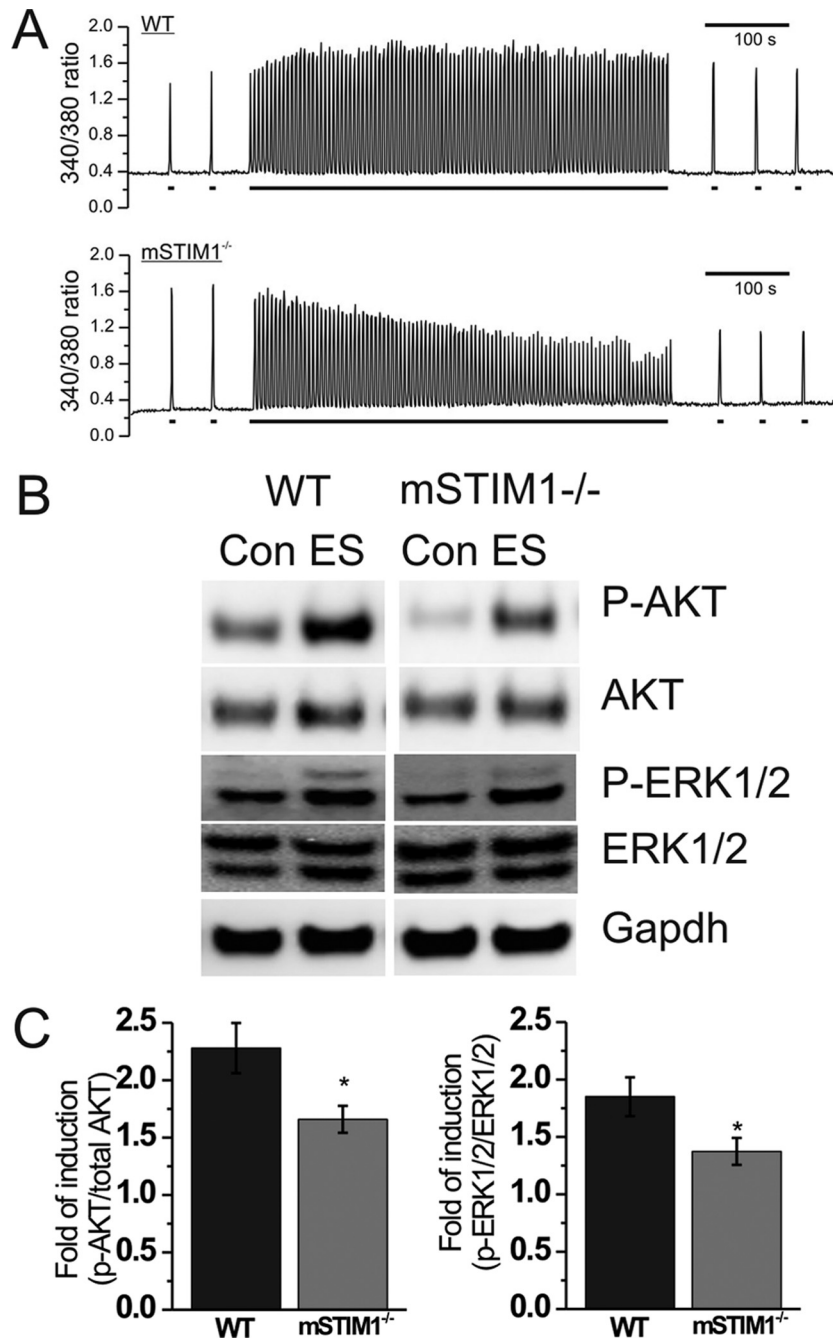 A
WT
340/380 ratio
2.0
1.6
1.2
0.8
0.4
0.0
100 s
mSTIM1-/-
340/380 ratio
2.0
1.6
1.2
0.8
0.4
0.0
100 s
B
WT mSTIM1-/-
Con ES Con ES
P-AKT
AKT
P-ERK1/2
ERK1/2
Gapdh
C
Fold of induction
(p-AKT/total AKT)
2.5
2.0
1.5
1.0
0.5
0.0
*
WT mSTIM1-/-
Fold of induction
(p-ERK1/2/ERK1/2)
2.5
2.0
1.5
1.0
0.5
0.0
*
WT mSTIM1-/-